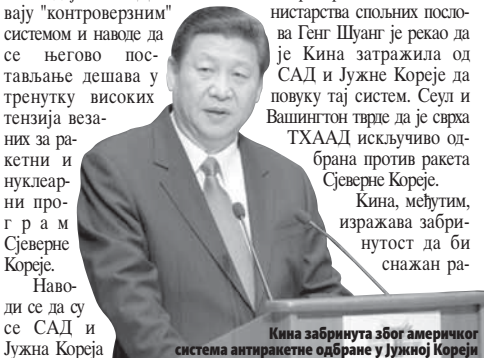 вају "контроверзним"
системом и наводе да
се његово пос-
тављање дешава у
тренутку високих
тензија веза-
них за ра-
кетни и
нуклеар-
ни про-
грам
Сјеверне
Кореје.
Наво-
ди се да су
се САД и
Јужна Кореја
нистарства спољних посло-
ва Генг Шуанг је рекао да
је Кина затражила од
САД и Јужне Кореје да
повуку тај систем. Сеул и
Вашингтон тврде да је сврха
ТХААД искључиво од-
брана против ракета
Сјеверне Кореје.
Кина, међутим,
изражава забри-
нутост да би
снажан ра-
Кина забринута због америчког
система антиракетне одбране у Јужној Кореји